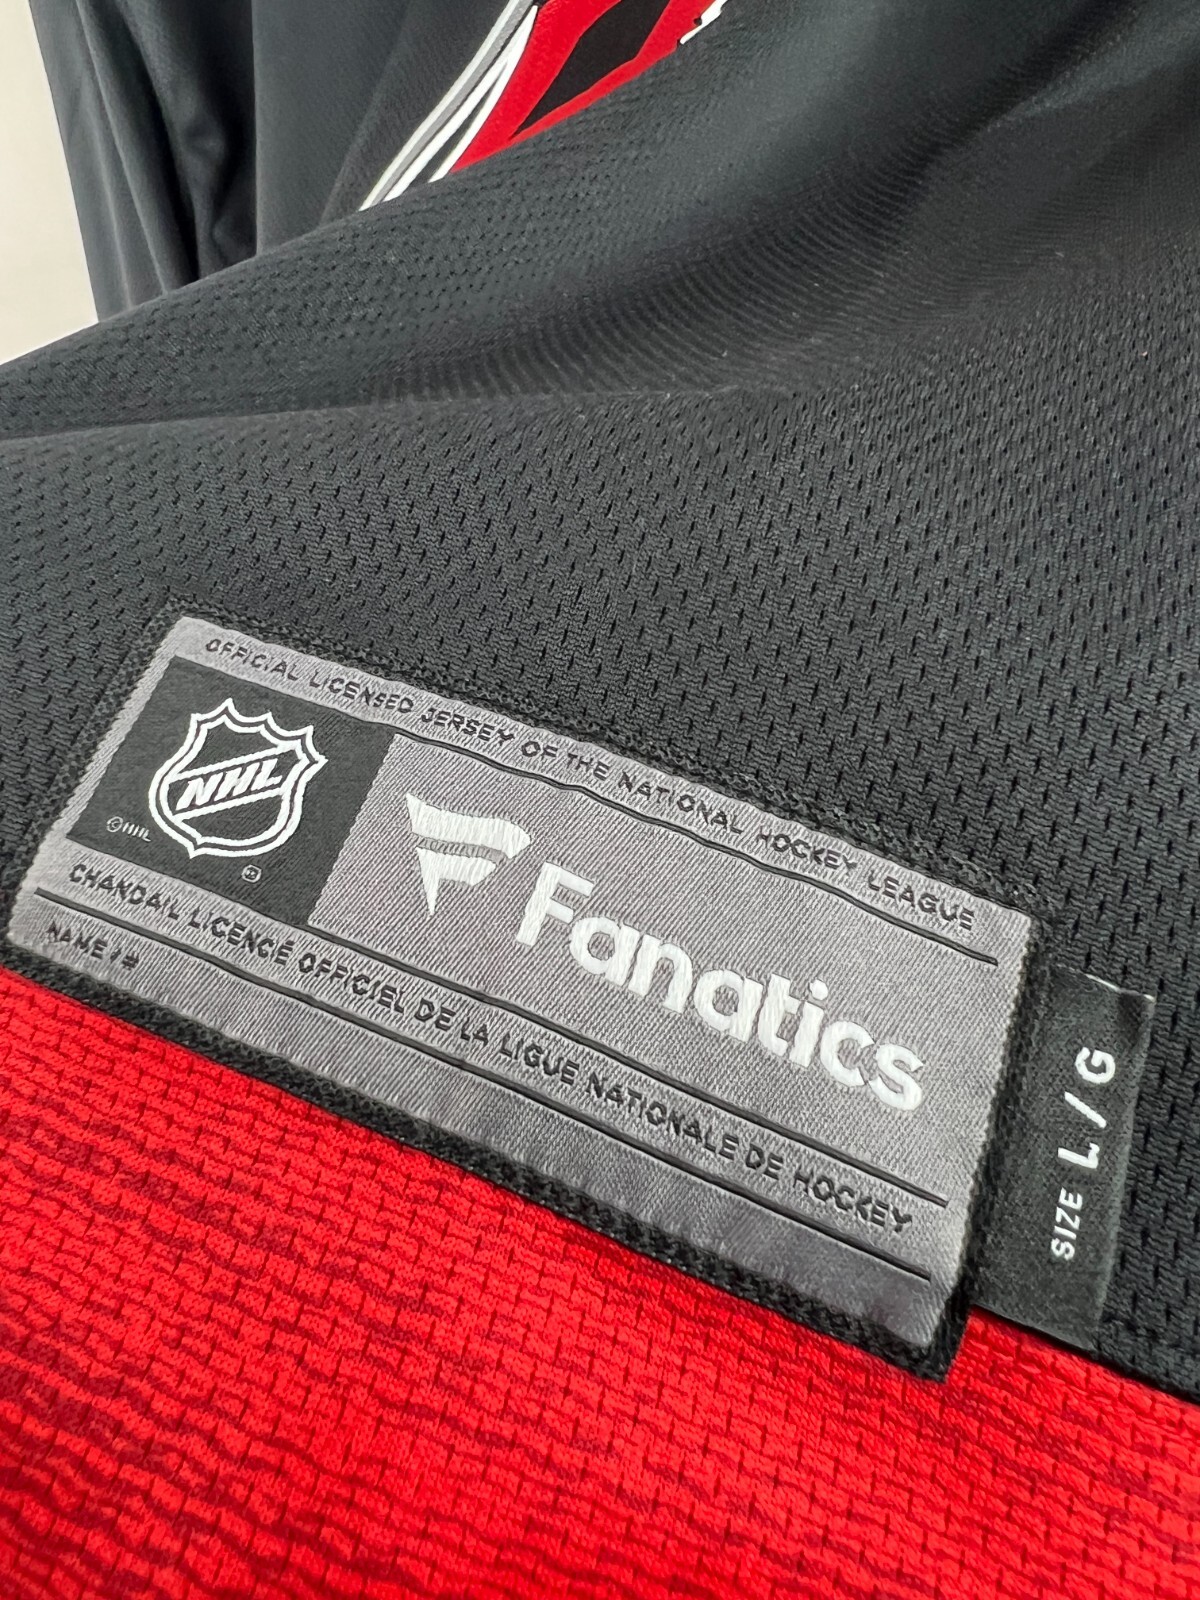 OFFICIAL LICENSED JERSEY OF THE NATIONAL HOCKEY LEAGUE
NHL
©NHL
®
Fanatics
CHANDAIL LICENCÉ OFFICIEL DE LA LIGUE NATIONALE DE HOCKEY
NAME / #
SIZE L / G